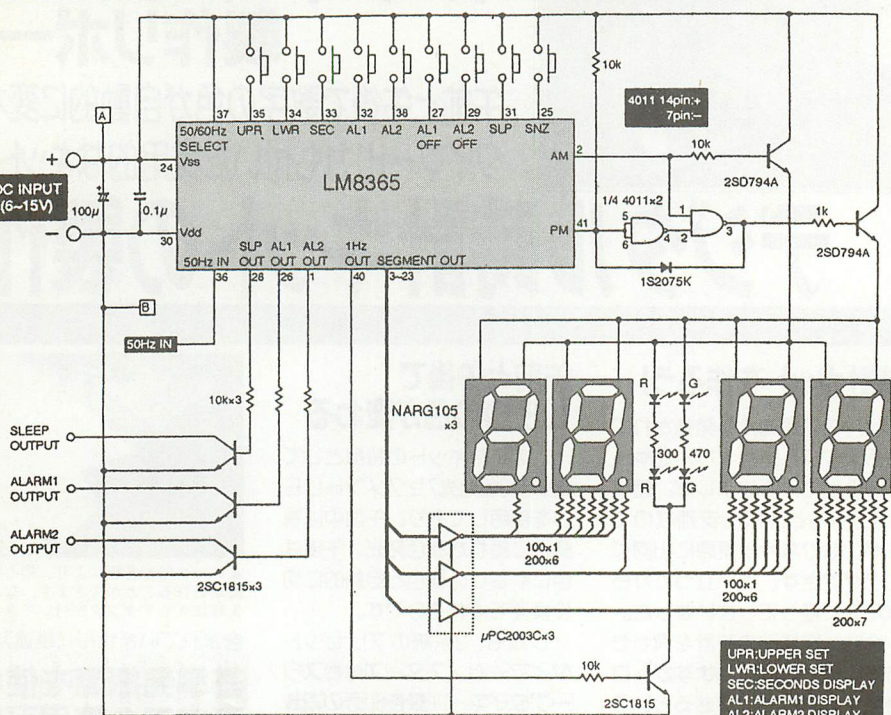 10k
4011 14pin:+
7pin:–
37
35
34
33
32
38
27
29
31
25
50/60Hz
SELECT
UPR
LWR
SEC
AL1
AL2
AL1
OFF
AL2
OFF
SLP
SNZ
A
+
24
Vss
LM8365
AM
2
10k
2SD794A
DC INPUT
(6~15V)
100μ
0.1μ
1/4 4011×2
5
6
1
2
3
1k
2SD794A
–
30
Vdd
PM
41
1S2075K
50Hz IN
36
SLP
OUT
28
AL1
OUT
26
AL2
OUT
1
1Hz
OUT
40
SEGMENT OUT
3~23
B
50Hz IN
10k×3
NARG105
×3
R
G
300
470
R
G
SLEEP
OUTPUT
ALARM1
OUTPUT
ALARM2
OUTPUT
2SC1815×3
100×1
200×6
100×1
200×6
200×7
μPC2003C×3
10k
2SC1815
UPR:UPPER SET
LWR:LOWER SET
SEC:SECONDS DISPLAY
AL1:ALARM1 DISPLAY
AL2:ALARM2 DISPLAY